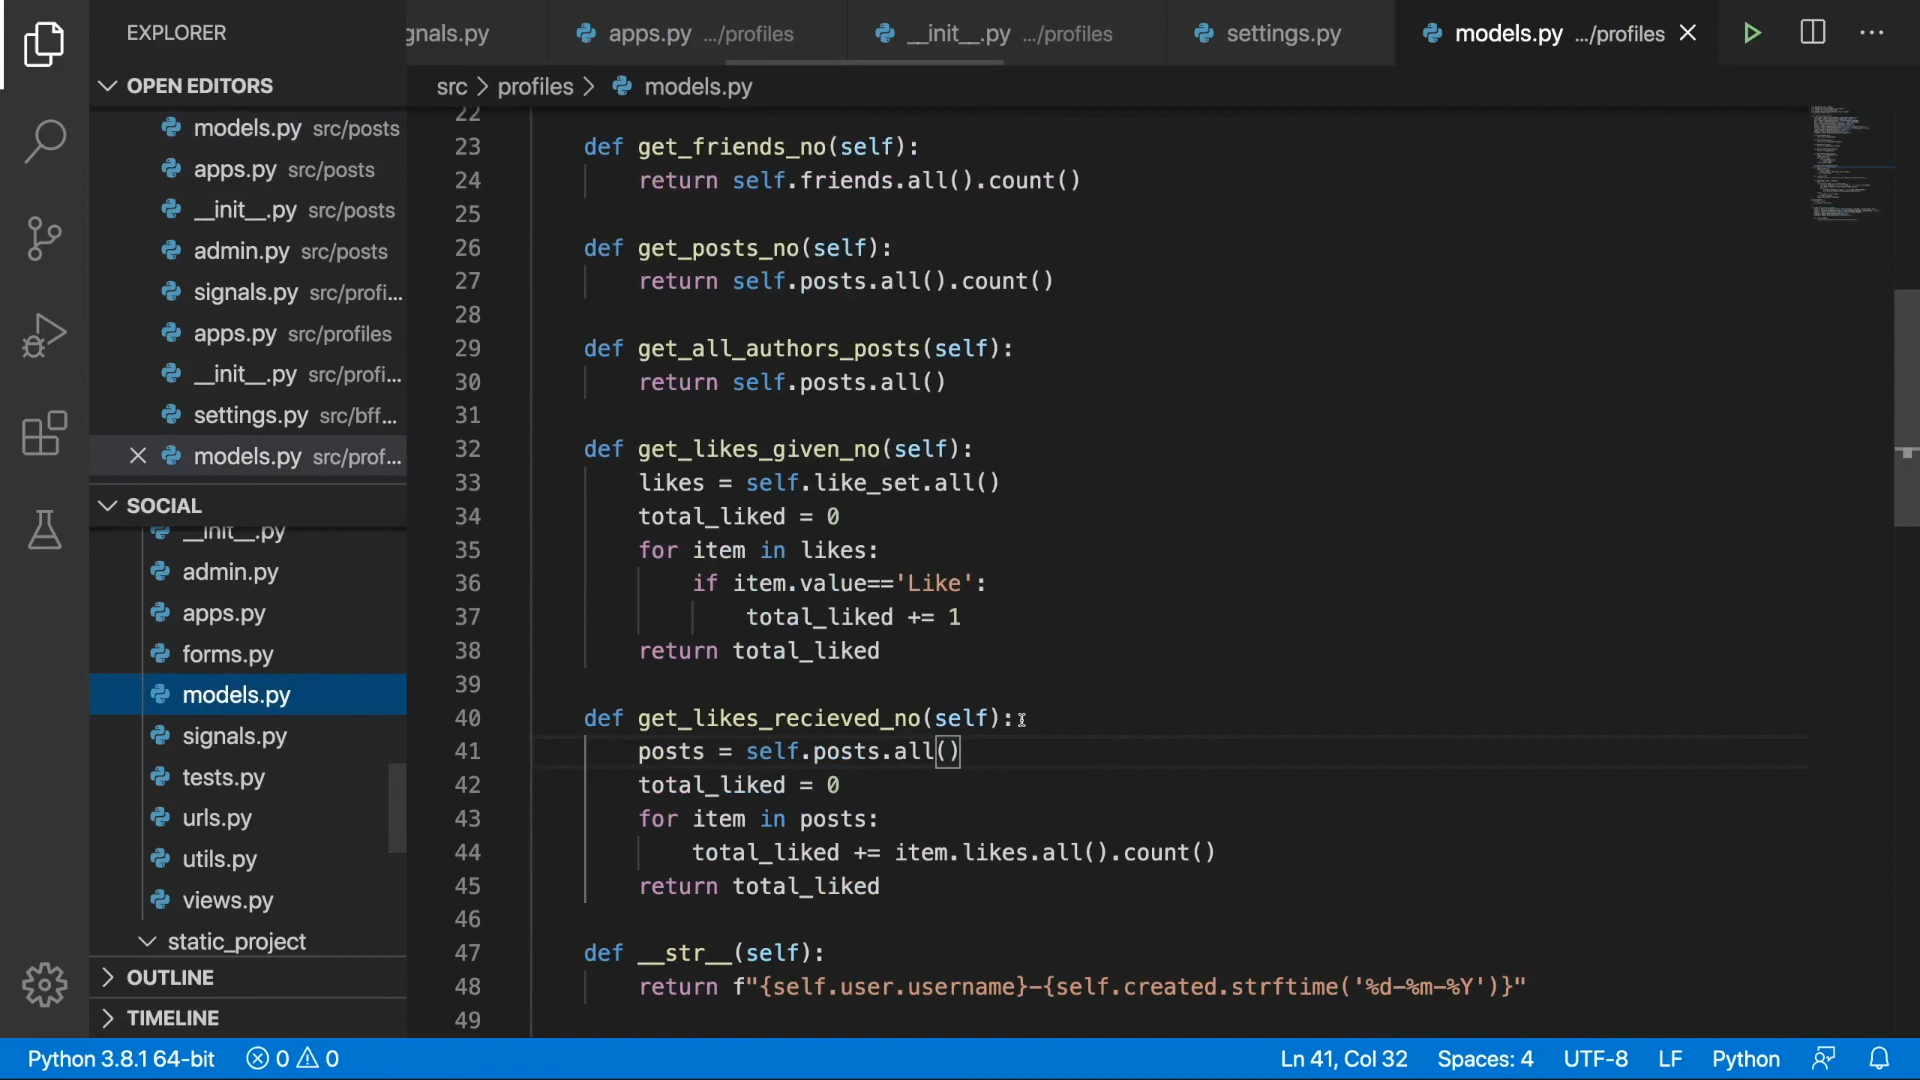 EXPLORER
gnals.py
apps.py .../profiles
__init__.py .../profiles
settings.py
models.py .../profiles
OPEN EDITORS
models.py src/posts
apps.py src/posts
__init__.py src/posts
admin.py src/posts
signals.py src/profi...
apps.py src/profiles
__init__.py src/profi...
settings.py src/bff...
models.py src/prof...
SOCIAL
__init__.py
admin.py
apps.py
forms.py
models.py
signals.py
tests.py
urls.py
utils.py
views.py
static_project
OUTLINE
TIMELINE
src > profiles > models.py
22
23 def get_friends_no(self):
24 return self.friends.all().count()
25
26 def get_posts_no(self):
27 return self.posts.all().count()
28
29 def get_all_authors_posts(self):
30 return self.posts.all()
31
32 def get_likes_given_no(self):
33 likes = self.like_set.all()
34 total_liked = 0
35 for item in likes:
36 if item.value=='Like':
37 total_liked += 1
38 return total_liked
39
40 def get_likes_recieved_no(self):
41 posts = self.posts.all()
42 total_liked = 0
43 for item in posts:
44 total_liked += item.likes.all().count()
45 return total_liked
46
47 def __str__(self):
48 return f"{self.user.username}-{self.created.strftime('%d-%m-%Y')}"
49
Python 3.8.1 64-bit 0 0 Ln 41, Col 32 Spaces: 4 UTF-8 LF Python